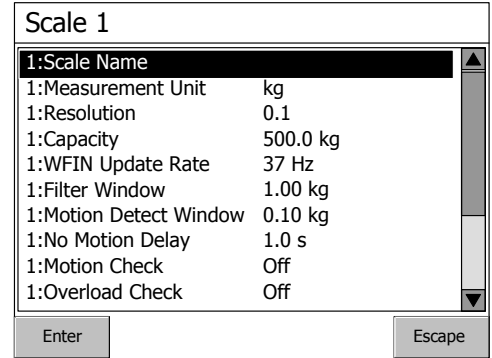 Scale 1
1:Scale Name
1:Measurement Unit kg
1:Resolution 0.1
1:Capacity 500.0 kg
1:WFIN Update Rate 37 Hz
1:Filter Window 1.00 kg
1:Motion Detect Window 0.10 kg
1:No Motion Delay 1.0 s
1:Motion Check Off
1:Overload Check Off
Enter Escape